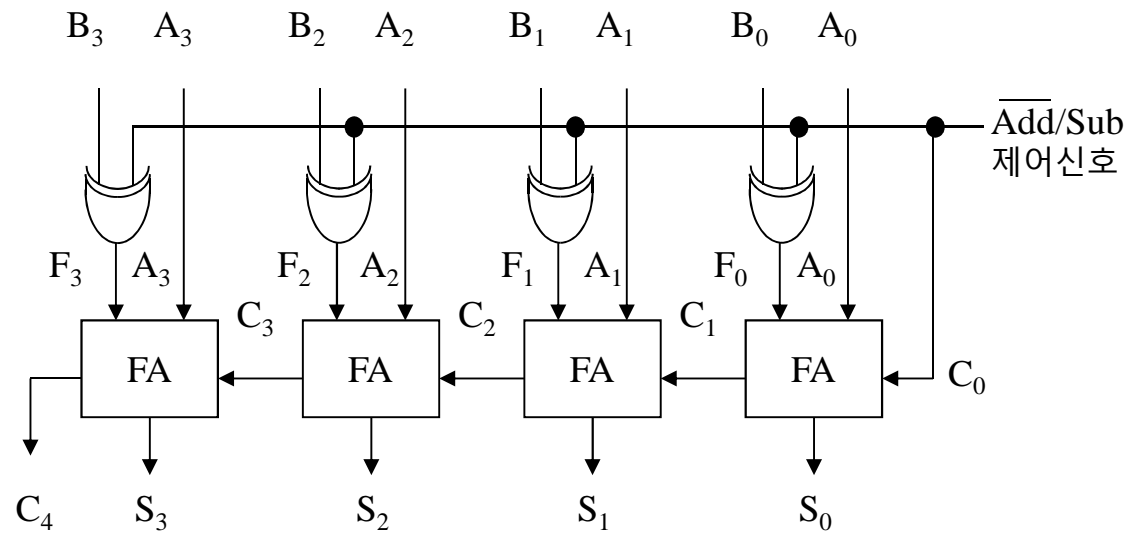 B₃ A₃ B₂ A₂ B₁ A₁ B₀ A₀
A̅d̅d̅/Sub
제어신호
F₃ A₃ F₂ A₂ F₁ A₁ F₀ A₀
C₃ C₂ C₁
FA FA FA FA C₀
C₄ S₃ S₂ S₁ S₀